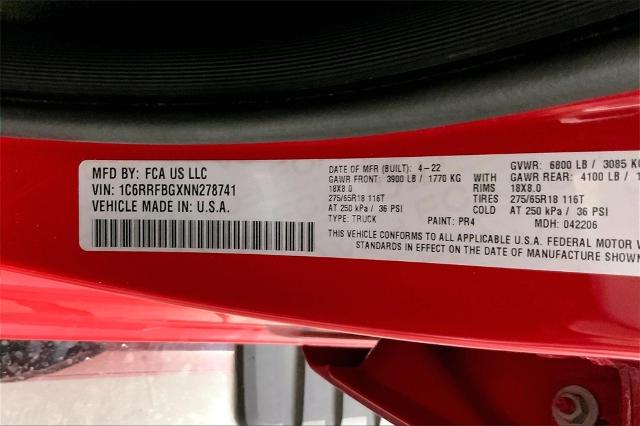 MFD BY: FCA US LLC
VIN: 1C6RRFBGXNN278741
VEHICLE MADE IN: U.S.A.
DATE OF MFR (BUILT): 4-22 GVWR: 6800 LB / 3085 KG
GAWR FRONT: 3900 LB / 1770 KG WITH GAWR REAR: 4100 LB /
18X8.0 RIMS 18X8.0
275/65R18 116T TIRES 275/65R18 116T
AT 250 kPa / 36 PSI COLD AT 250 kPa / 36 PSI
TYPE: TRUCK PAINT: PR4 MDH: 042206
THIS VEHICLE CONFORMS TO ALL APPLICABLE U.S.A. FEDERAL MOTOR
STANDARDS IN EFFECT ON THE DATE OF MANUFACTURE SHOWN